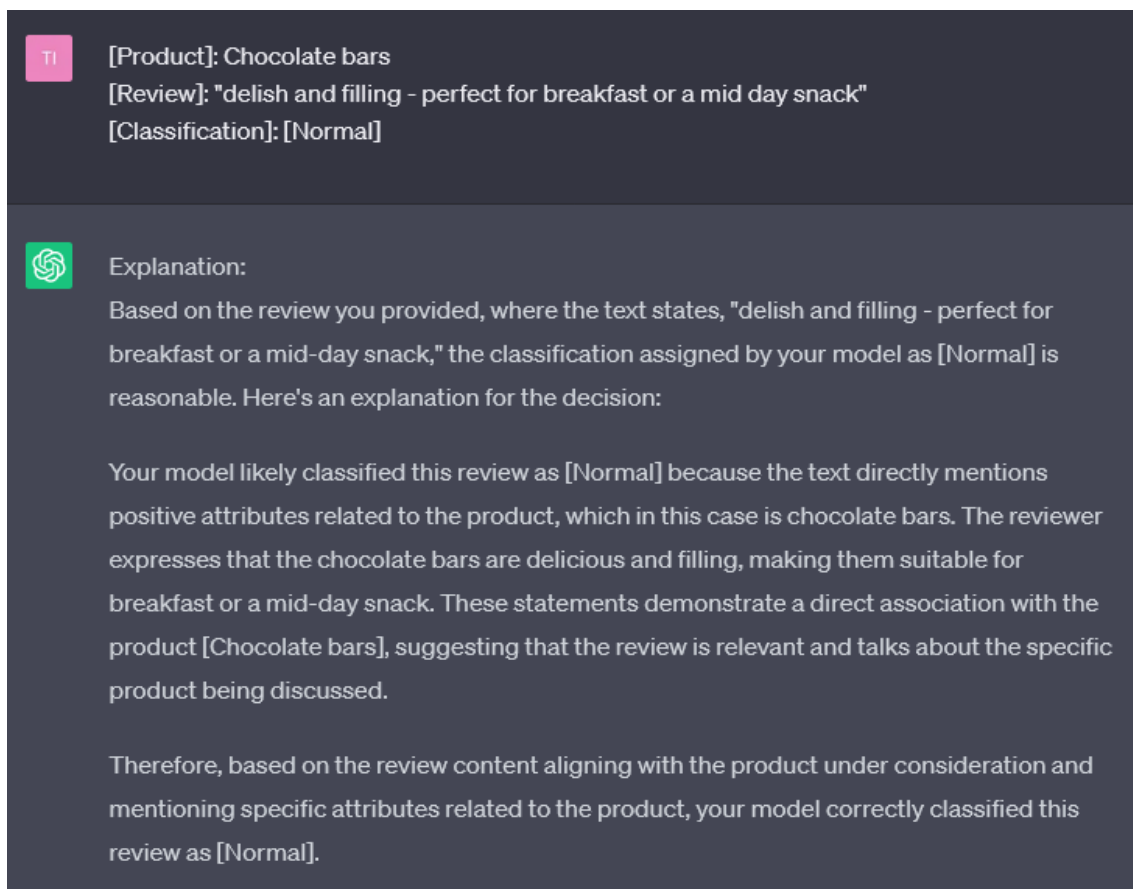 TI
[Product]: Chocolate bars
[Review]: "delish and filling - perfect for breakfast or a mid day snack"
[Classification]: [Normal]
Explanation:
Based on the review you provided, where the text states, "delish and filling - perfect for
breakfast or a mid-day snack," the classification assigned by your model as [Normal] is
reasonable. Here's an explanation for the decision:
Your model likely classified this review as [Normal] because the text directly mentions
positive attributes related to the product, which in this case is chocolate bars. The reviewer
expresses that the chocolate bars are delicious and filling, making them suitable for
breakfast or a mid-day snack. These statements demonstrate a direct association with the
product [Chocolate bars], suggesting that the review is relevant and talks about the specific
product being discussed.
Therefore, based on the review content aligning with the product under consideration and
mentioning specific attributes related to the product, your model correctly classified this
review as [Normal].